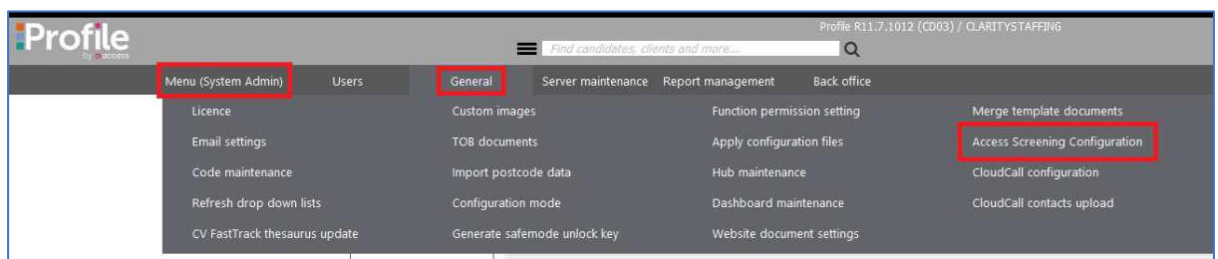 Profile
by access
Profile R11.7.1012 (CD03) / CLARITYSTAFFING
Find candidates, clients and more...
Menu (System Admin) Users General Server maintenance Report management Back office
Licence Custom images Function permission setting Merge template documents
Email settings TOB documents Apply configuration files Access Screening Configuration
Code maintenance Import postcode data Hub maintenance CloudCall configuration
Refresh drop down lists Configuration mode Dashboard maintenance CloudCall contacts upload
CV FastTrack thesaurus update Generate safemode unlock key Website document settings